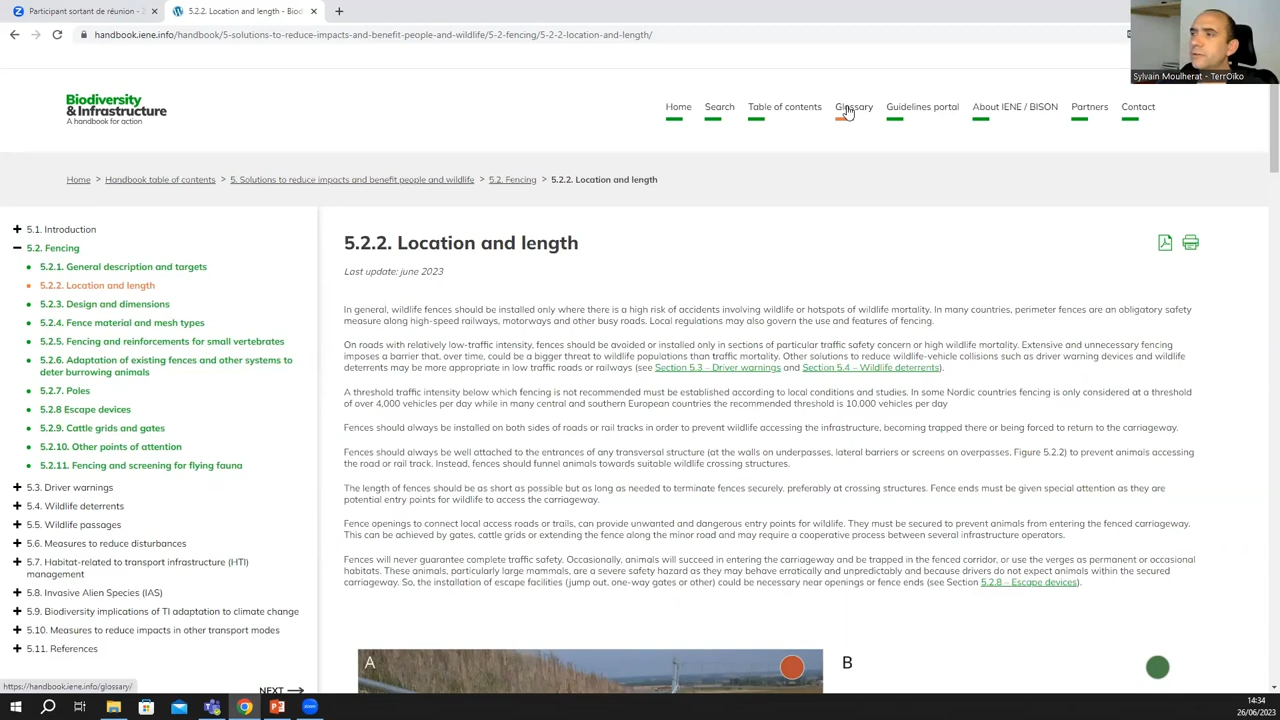 Participant sortant de réunion - Z
5.2.2. Location and length - Biod
handbook.iene.info/handbook/5-solutions-to-reduce-impacts-and-benefit-people-and-wildlife/5-2-fencing/5-2-2-location-and-length/
Sylvain Moulherat - TerrOïko
Biodiversity
& Infrastructure
A handbook for action
Home
Search
Table of contents
Glossary
Guidelines portal
About IENE / BISON
Partners
Contact
Home > Handbook table of contents > 5. Solutions to reduce impacts and benefit people and wildlife > 5.2. Fencing > 5.2.2. Location and length
5.1. Introduction
5.2. Fencing
5.2.1. General description and targets
5.2.2. Location and length
5.2.3. Design and dimensions
5.2.4. Fence material and mesh types
5.2.5. Fencing and reinforcements for small vertebrates
5.2.6. Adaptation of existing fences and other systems to
deter burrowing animals
5.2.7. Poles
5.2.8 Escape devices
5.2.9. Cattle grids and gates
5.2.10. Other points of attention
5.2.11. Fencing and screening for flying fauna
5.3. Driver warnings
5.4. Wildlife deterrents
5.5. Wildlife passages
5.6. Measures to reduce disturbances
5.7. Habitat-related to transport infrastructure (HTI)
management
5.8. Invasive Alien Species (IAS)
5.9. Biodiversity implications of TI adaptation to climate change
5.10. Measures to reduce impacts in other transport modes
5.11. References
NEXT
5.2.2. Location and length
Last update: june 2023
In general, wildlife fences should be installed only where there is a high risk of accidents involving wildlife or hotspots of wildlife mortality. In many countries, perimeter fences are an obligatory safety
measure along high-speed railways, motorways and other busy roads. Local regulations may also govern the use and features of fencing.
On roads with relatively low-traffic intensity, fences should be avoided or installed only in sections of particular traffic safety concern or high wildlife mortality. Extensive and unnecessary fencing
imposes a barrier that, over time, could be a bigger threat to wildlife populations than traffic mortality. Other solutions to reduce wildlife-vehicle collisions such as driver warning devices and wildlife
deterrents may be more appropriate in low traffic roads or railways (see Section 5.3 – Driver warnings and Section 5.4 – Wildlife deterrents).
A threshold traffic intensity below which fencing is not recommended must be established according to local conditions and studies. In some Nordic countries fencing is only considered at a threshold
of over 4,000 vehicles per day while in many central and southern European countries the recommended threshold is 10,000 vehicles per day
Fences should always be installed on both sides of roads or rail tracks in order to prevent wildlife accessing the infrastructure, becoming trapped there or being forced to return to the carriageway.
Fences should always be well attached to the entrances of any transversal structure (at the walls on underpasses, lateral barriers or screens on overpasses, Figure 5.2.2) to prevent animals accessing
the road or rail track. Instead, fences should funnel animals towards suitable wildlife crossing structures.
The length of fences should be as short as possible but as long as needed to terminate fences securely, preferably at crossing structures. Fence ends must be given special attention as they are
potential entry points for wildlife to access the carriageway.
Fence openings to connect local access roads or trails, can provide unwanted and dangerous entry points for wildlife. They must be secured to prevent animals from entering the fenced carriageway.
This can be achieved by gates, cattle grids or extending the fence along the minor road and may require a cooperative process between several infrastructure operators.
Fences will never guarantee complete traffic safety. Occasionally, animals will succeed in entering the carriageway and be trapped in the fenced corridor, or use the verges as permanent or occasional
habitats. These animals, particularly large mammals, are a severe safety hazard as they may behave erratically and unpredictably and because drivers do not expect animals within the secured
carriageway. So, the installation of escape facilities (jump out, one-way gates or other) could be necessary near openings or fence ends (see Section 5.2.8 – Escape devices).
A
B
https://handbook.iene.info/glossary/
14:34
26/06/2023